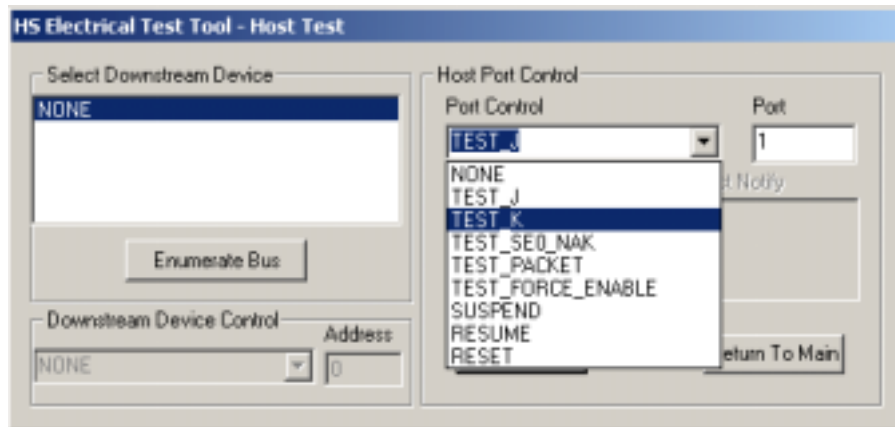 HS Electrical Test Tool - Host Test
Select Downstream Device
NONE
Enumerate Bus
Downstream Device Control
Address
NONE
0
Host Port Control
Port Control
Port
TEST_J
1
NONE
TEST_J
TEST_K
TEST_SE0_NAK
TEST_PACKET
TEST_FORCE_ENABLE
SUSPEND
RESUME
RESET
Notify
To Main